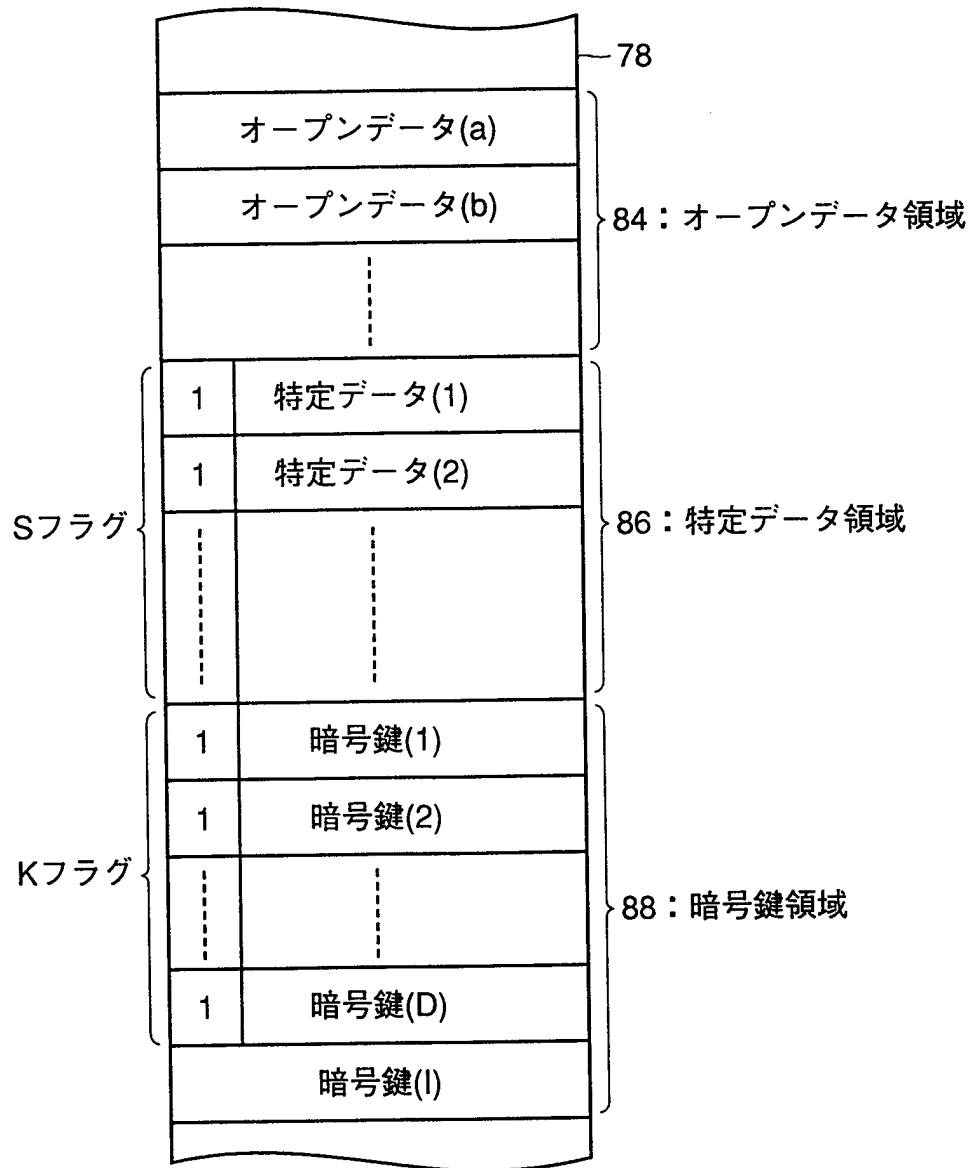 78
オープンデータ(a)
オープンデータ(b)
84：オープンデータ領域
1 特定データ(1)
1 特定データ(2)
Sフラグ
86：特定データ領域
1 暗号鍵(1)
1 暗号鍵(2)
Kフラグ
88：暗号鍵領域
1 暗号鍵(D)
暗号鍵(I)